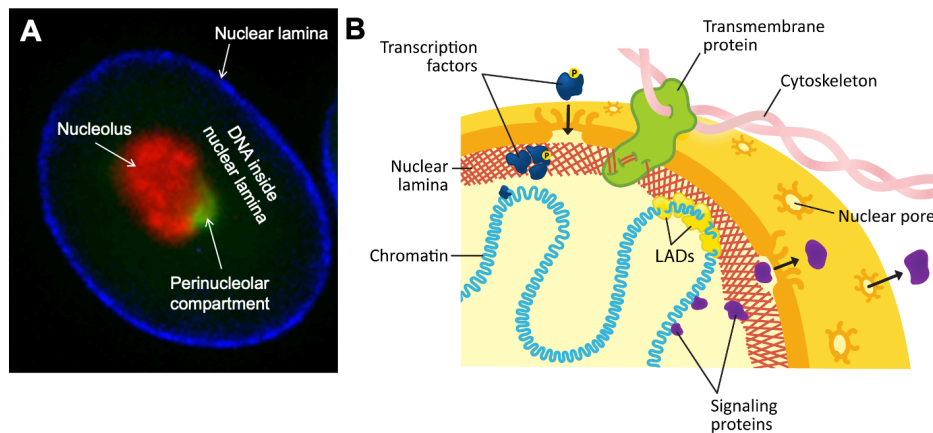 A
Nuclear lamina
Nucleolus
DNA inside
nuclear lamina
Perinucleolar
compartment
B
Transcription
factors
P
Transmembrane
protein
Cytoskeleton
P
Nuclear
lamina
Nuclear pore
Chromatin
LADs
Signaling
proteins